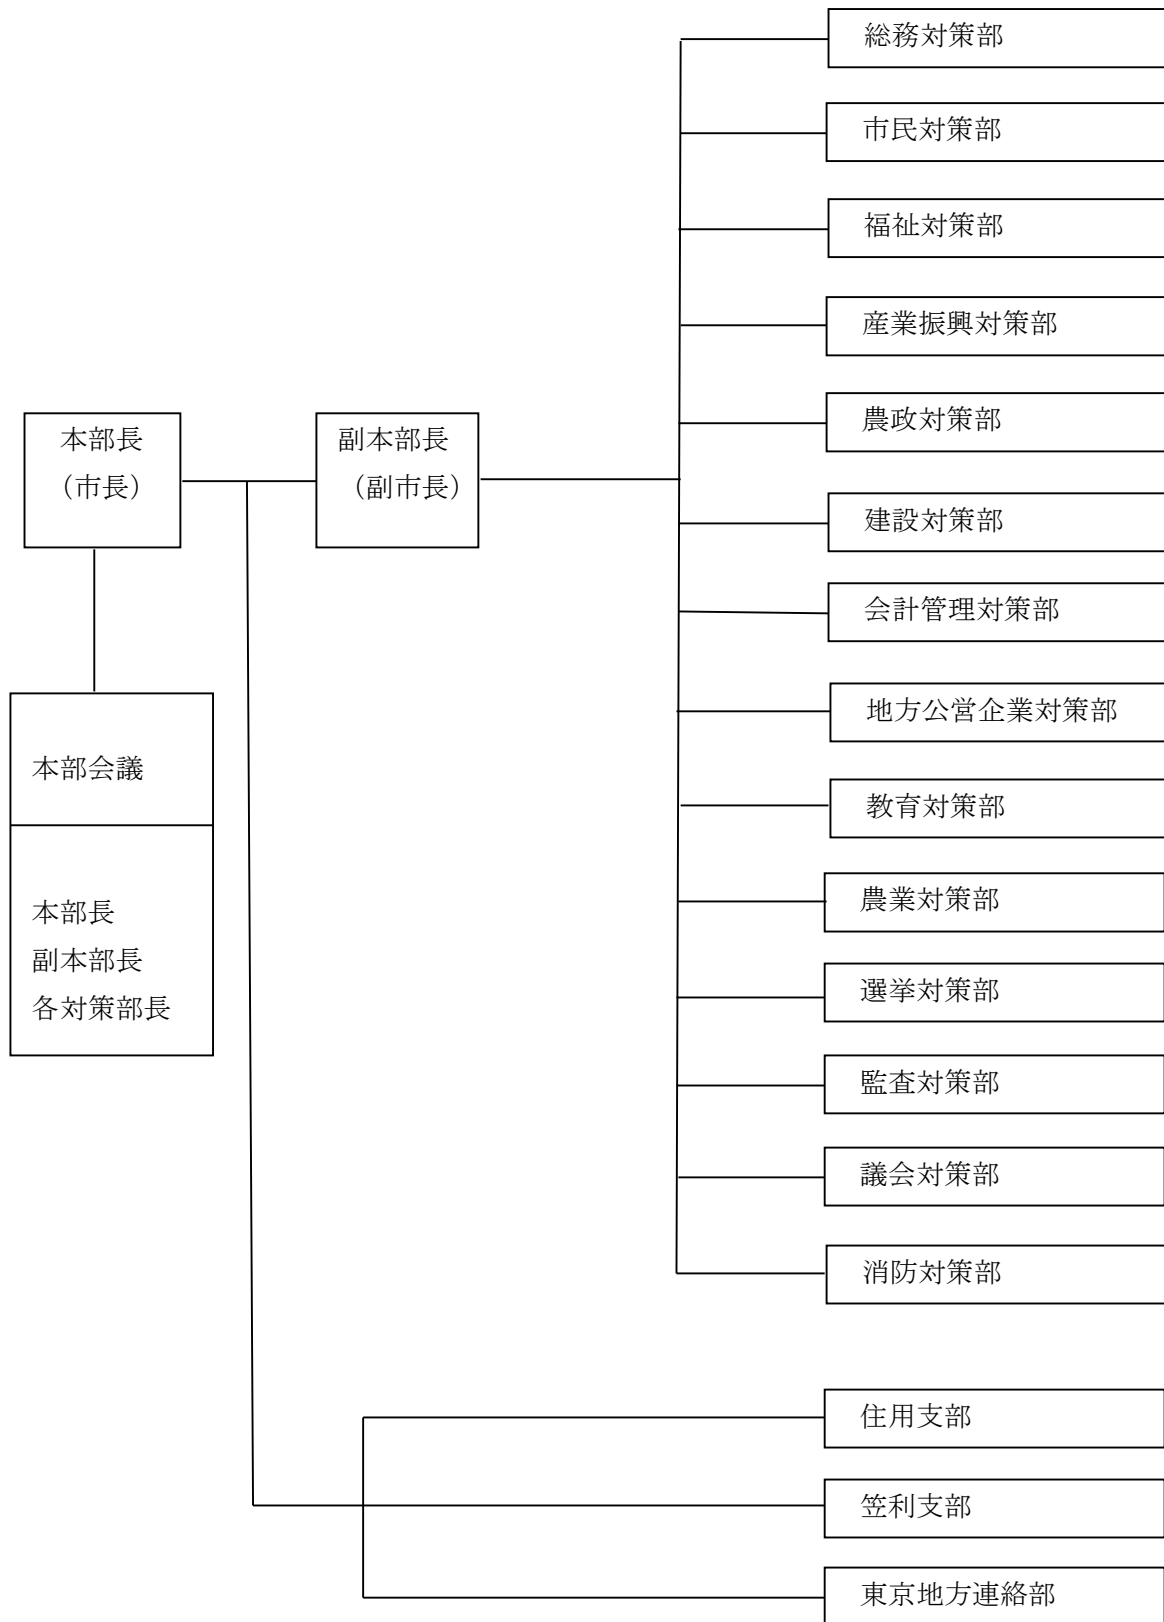 本部長
（市長）
副本部長
（副市長）
本部会議
本部長
副本部長
各対策部長
総務対策部
市民対策部
福祉対策部
産業振興対策部
農政対策部
建設対策部
会計管理対策部
地方公営企業対策部
教育対策部
農業対策部
選挙対策部
監査対策部
議会対策部
消防対策部
住用支部
笠利支部
東京地方連絡部